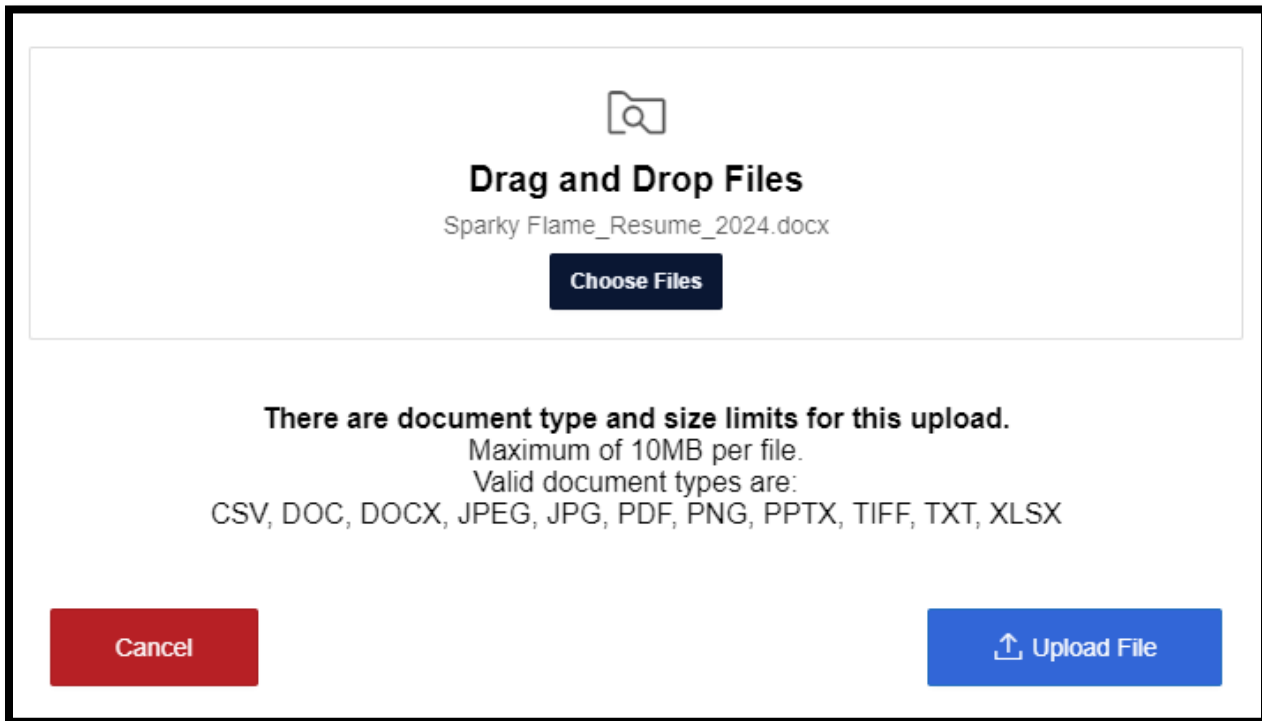 Drag and Drop Files
Sparky Flame_Resume_2024.docx
Choose Files
There are document type and size limits for this upload.
Maximum of 10MB per file.
Valid document types are:
CSV, DOC, DOCX, JPEG, JPG, PDF, PNG, PPTX, TIFF, TXT, XLSX
Cancel
Upload File